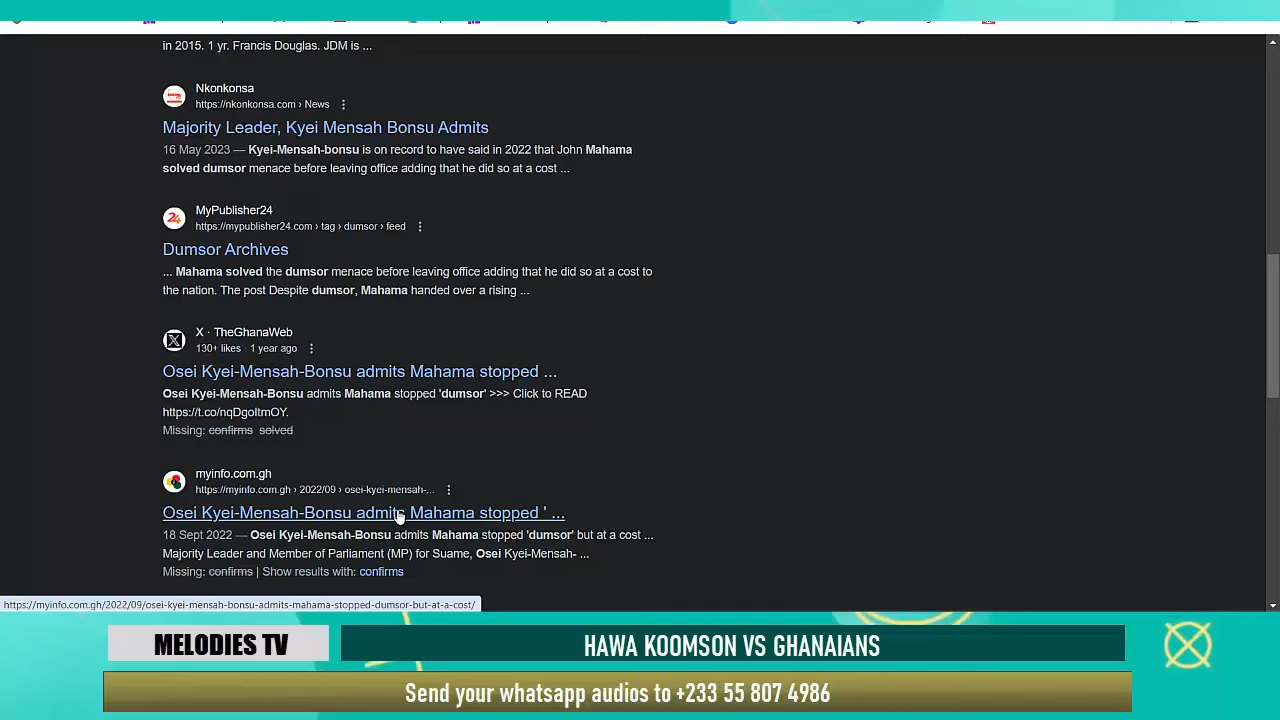 in 2015. 1 yr. Francis Douglas. JDM is ...
Nkonkonsa
https://nkonkonsa.com › News
Majority Leader, Kyei Mensah Bonsu Admits
16 May 2023 — Kyei-Mensah-bonsu is on record to have said in 2022 that John Mahama
solved dumsor menace before leaving office adding that he did so at a cost ...
MyPublisher24
https://mypublisher24.com › tag › dumsor › feed
Dumsor Archives
... Mahama solved the dumsor menace before leaving office adding that he did so at a cost to
the nation. The post Despite dumsor, Mahama handed over a rising ...
X · TheGhanaWeb
130+ likes · 1 year ago
Osei Kyei-Mensah-Bonsu admits Mahama stopped ...
Osei Kyei-Mensah-Bonsu admits Mahama stopped 'dumsor' >>> Click to READ
https://t.co/nqDgoItmOY.
Missing: confirms solved
myinfo.com.gh
https://myinfo.com.gh › 2022/09 › osei-kyei-mensah-...
Osei Kyei-Mensah-Bonsu admits Mahama stopped ' ...
18 Sept 2022 — Osei Kyei-Mensah-Bonsu admits Mahama stopped 'dumsor' but at a cost ...
Majority Leader and Member of Parliament (MP) for Suame, Osei Kyei-Mensah- ...
Missing: confirms | Show results with: confirms
https://myinfo.com.gh/2022/09/osei-kyei-mensah-bonsu-admits-mahama-stopped-dumsor-but-at-a-cost/
MELODIES TV
HAWA KOOMSON VS GHANAIANS
Send your whatsapp audios to +233 55 807 4986